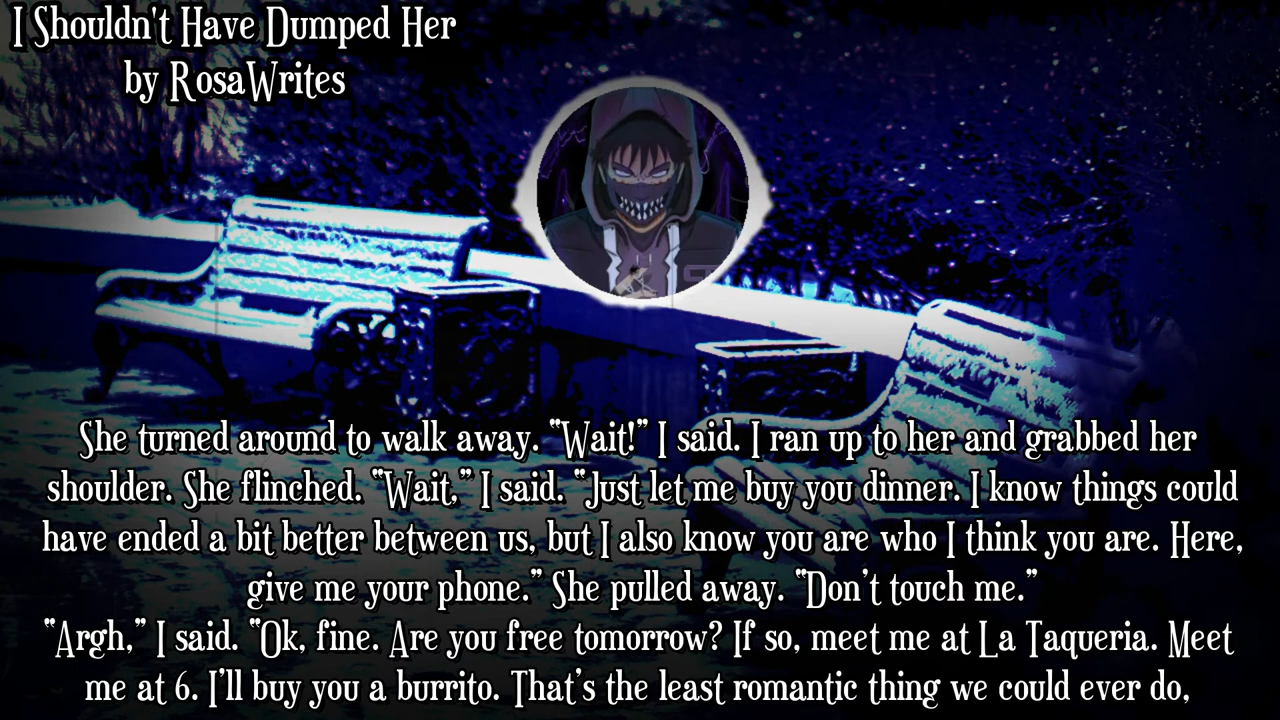 I Shouldn't Have Dumped Her
by RosaWrites
She turned around to walk away. “Wait!” I said. I ran up to her and grabbed her
shoulder. She flinched. “Wait,” I said. “Just let me buy you dinner. I know things could
have ended a bit better between us, but I also know you are who I think you are. Here,
give me your phone.” She pulled away. “Don’t touch me.”
“Argh,” I said. “Ok, fine. Are you free tomorrow? If so, meet me at La Taqueria. Meet
me at 6. I’ll buy you a burrito. That’s the least romantic thing we could ever do,